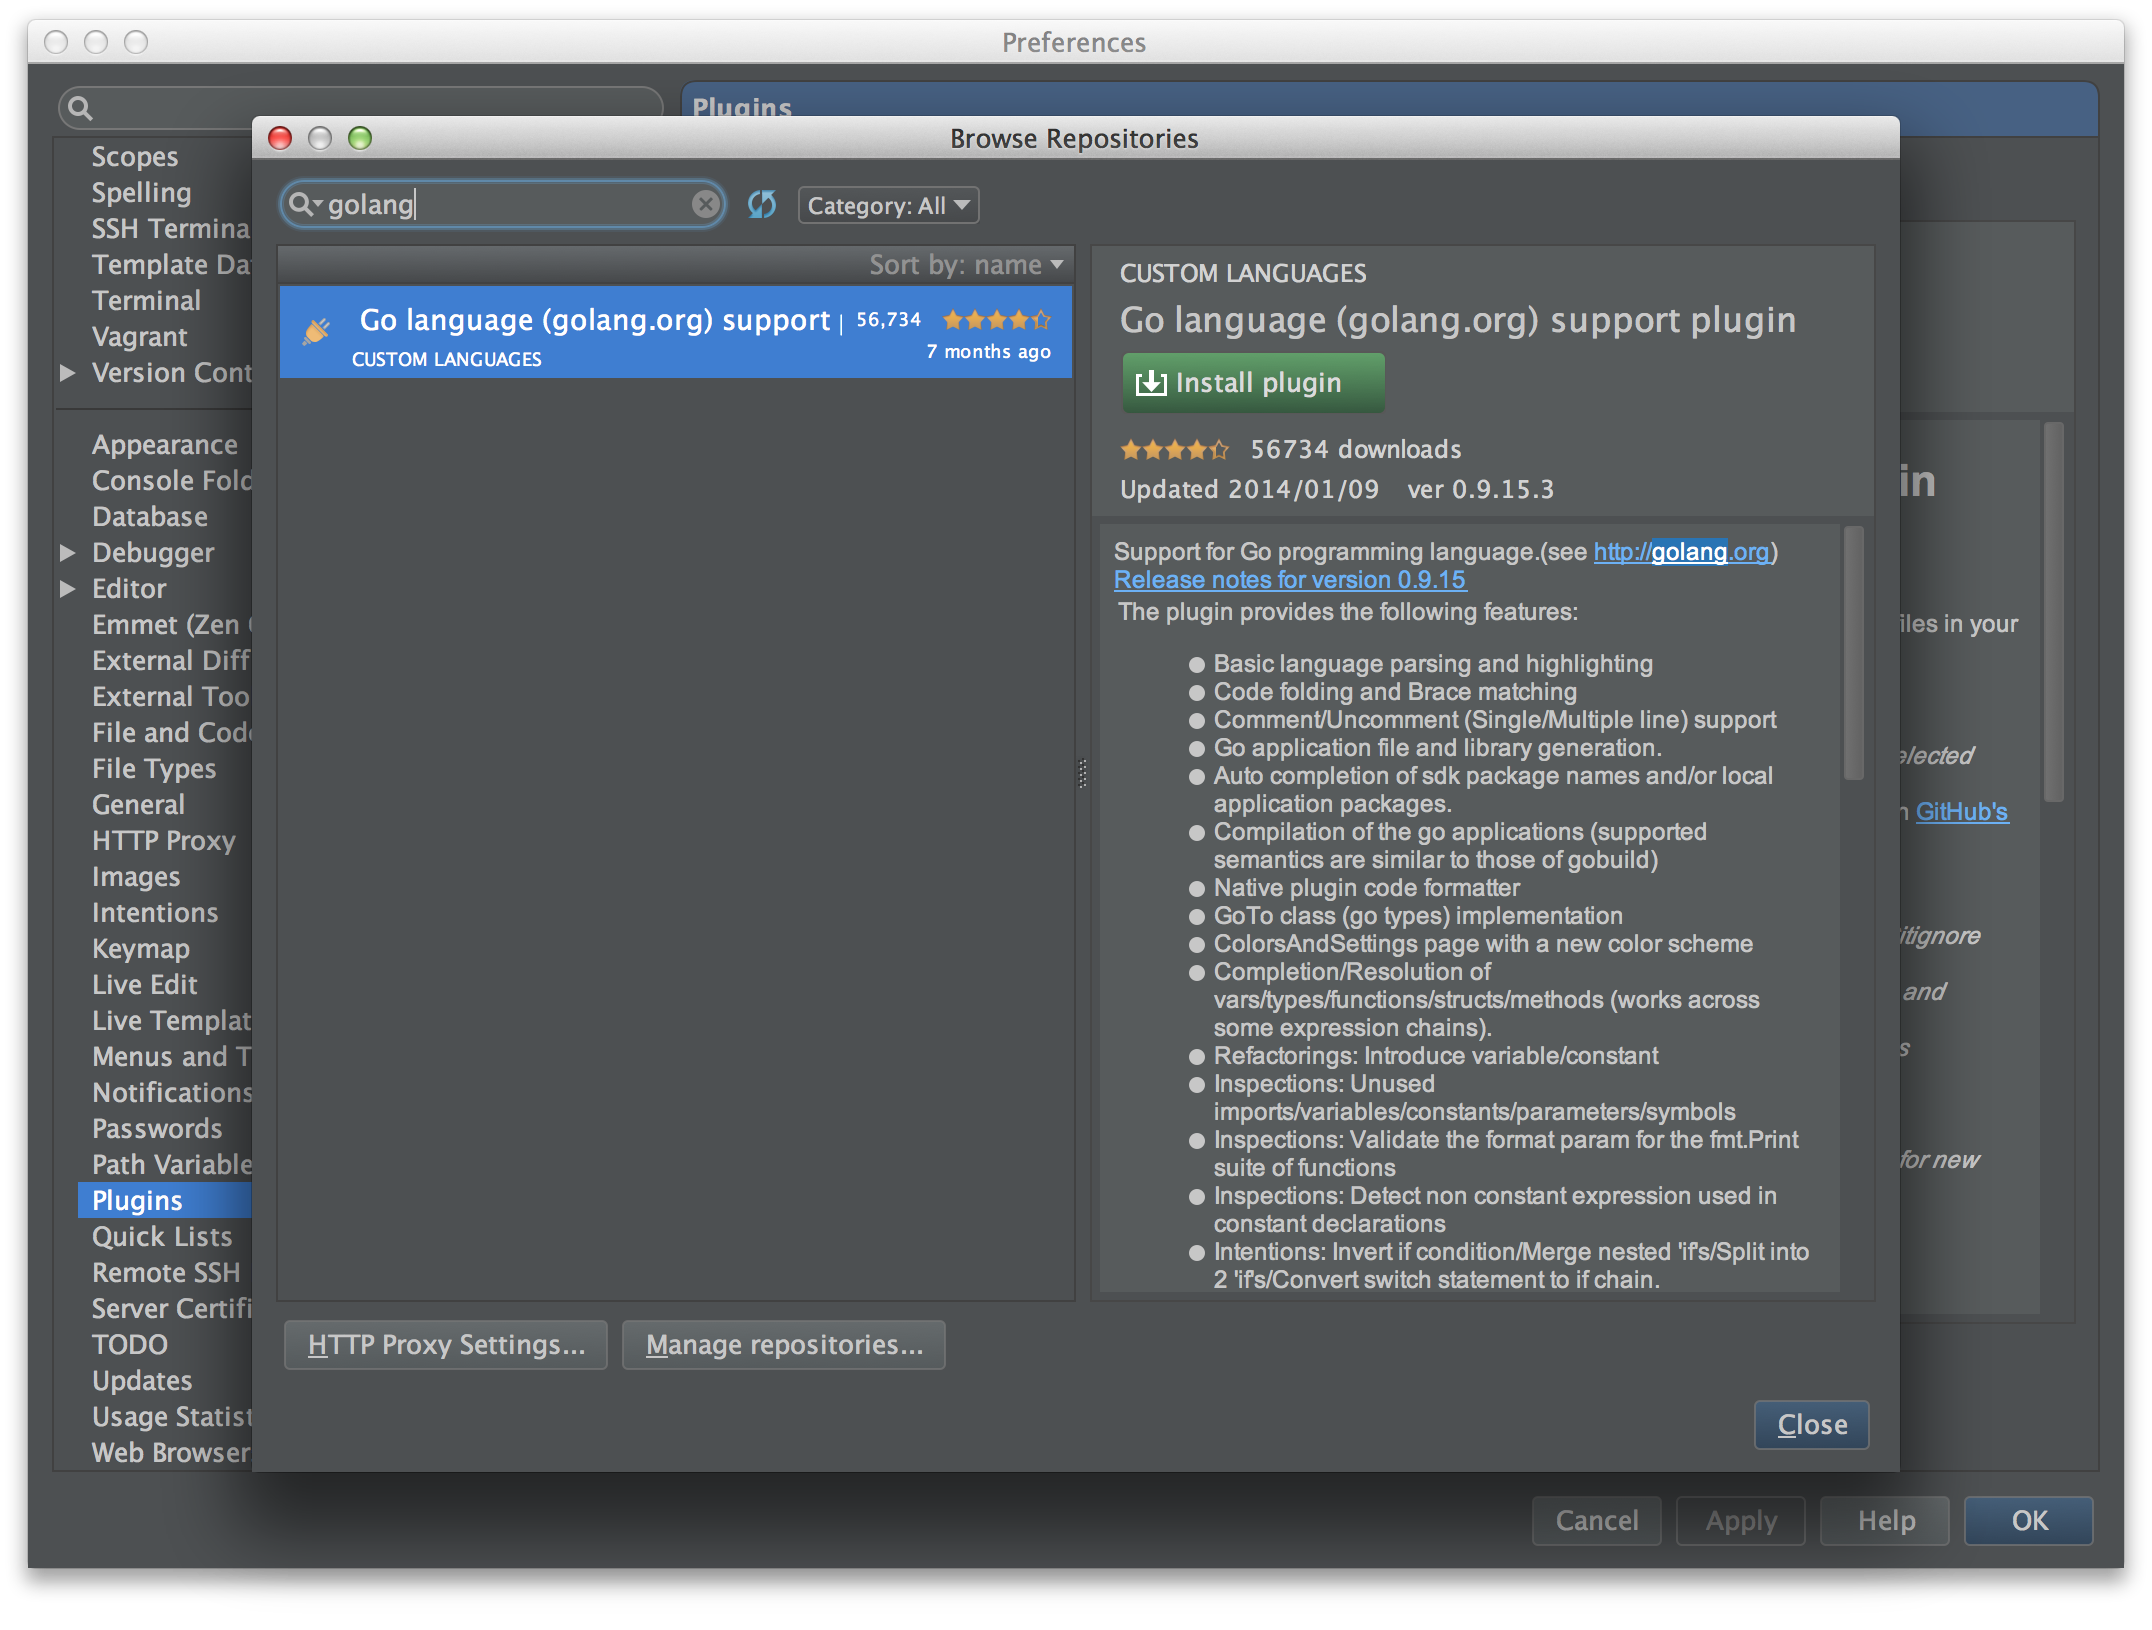 Preferences
Plugins
Browse Repositories
golang
Category: All
Scopes
Spelling
SSH Termina
Template Da
Terminal
Vagrant
Version Cont
Appearance
Console Fold
Database
Debugger
Editor
Emmet (Zen
External Diff
External Too
File and Code
File Types
General
HTTP Proxy
Images
Intentions
Keymap
Live Edit
Live Templat
Menus and T
Notifications
Passwords
Path Variable
Plugins
Quick Lists
Remote SSH
Server Certifi
TODO
Updates
Usage Statist
Web Browser
Sort by: name
Go language (golang.org) support 56,734
7 months ago
CUSTOM LANGUAGES
CUSTOM LANGUAGES
Go language (golang.org) support plugin
Install plugin
56734 downloads
Updated 2014/01/09 ver 0.9.15.3
Support for Go programming language.(see http://golang.org)
Release notes for version 0.9.15
The plugin provides the following features:
Basic language parsing and highlighting
Code folding and Brace matching
Comment/Uncomment (Single/Multiple line) support
Go application file and library generation.
Auto completion of sdk package names and/or local
application packages.
Compilation of the go applications (supported
semantics are similar to those of gobuild)
Native plugin code formatter
GoTo class (go types) implementation
ColorsAndSettings page with a new color scheme
Completion/Resolution of
vars/types/functions/structs/methods (works across
some expression chains).
Refactorings: Introduce variable/constant
Inspections: Unused
imports/variables/constants/parameters/symbols
Inspections: Validate the format param for the fmt.Print
suite of functions
Inspections: Detect non constant expression used in
constant declarations
Intentions: Invert if condition/Merge nested 'if's/Split into
2 'if's/Convert switch statement to if chain.
in
iles in your
elected
GitHub's
itignore
and
s
for new
HTTP Proxy Settings...
Manage repositories...
Close
Cancel
Apply
Help
OK